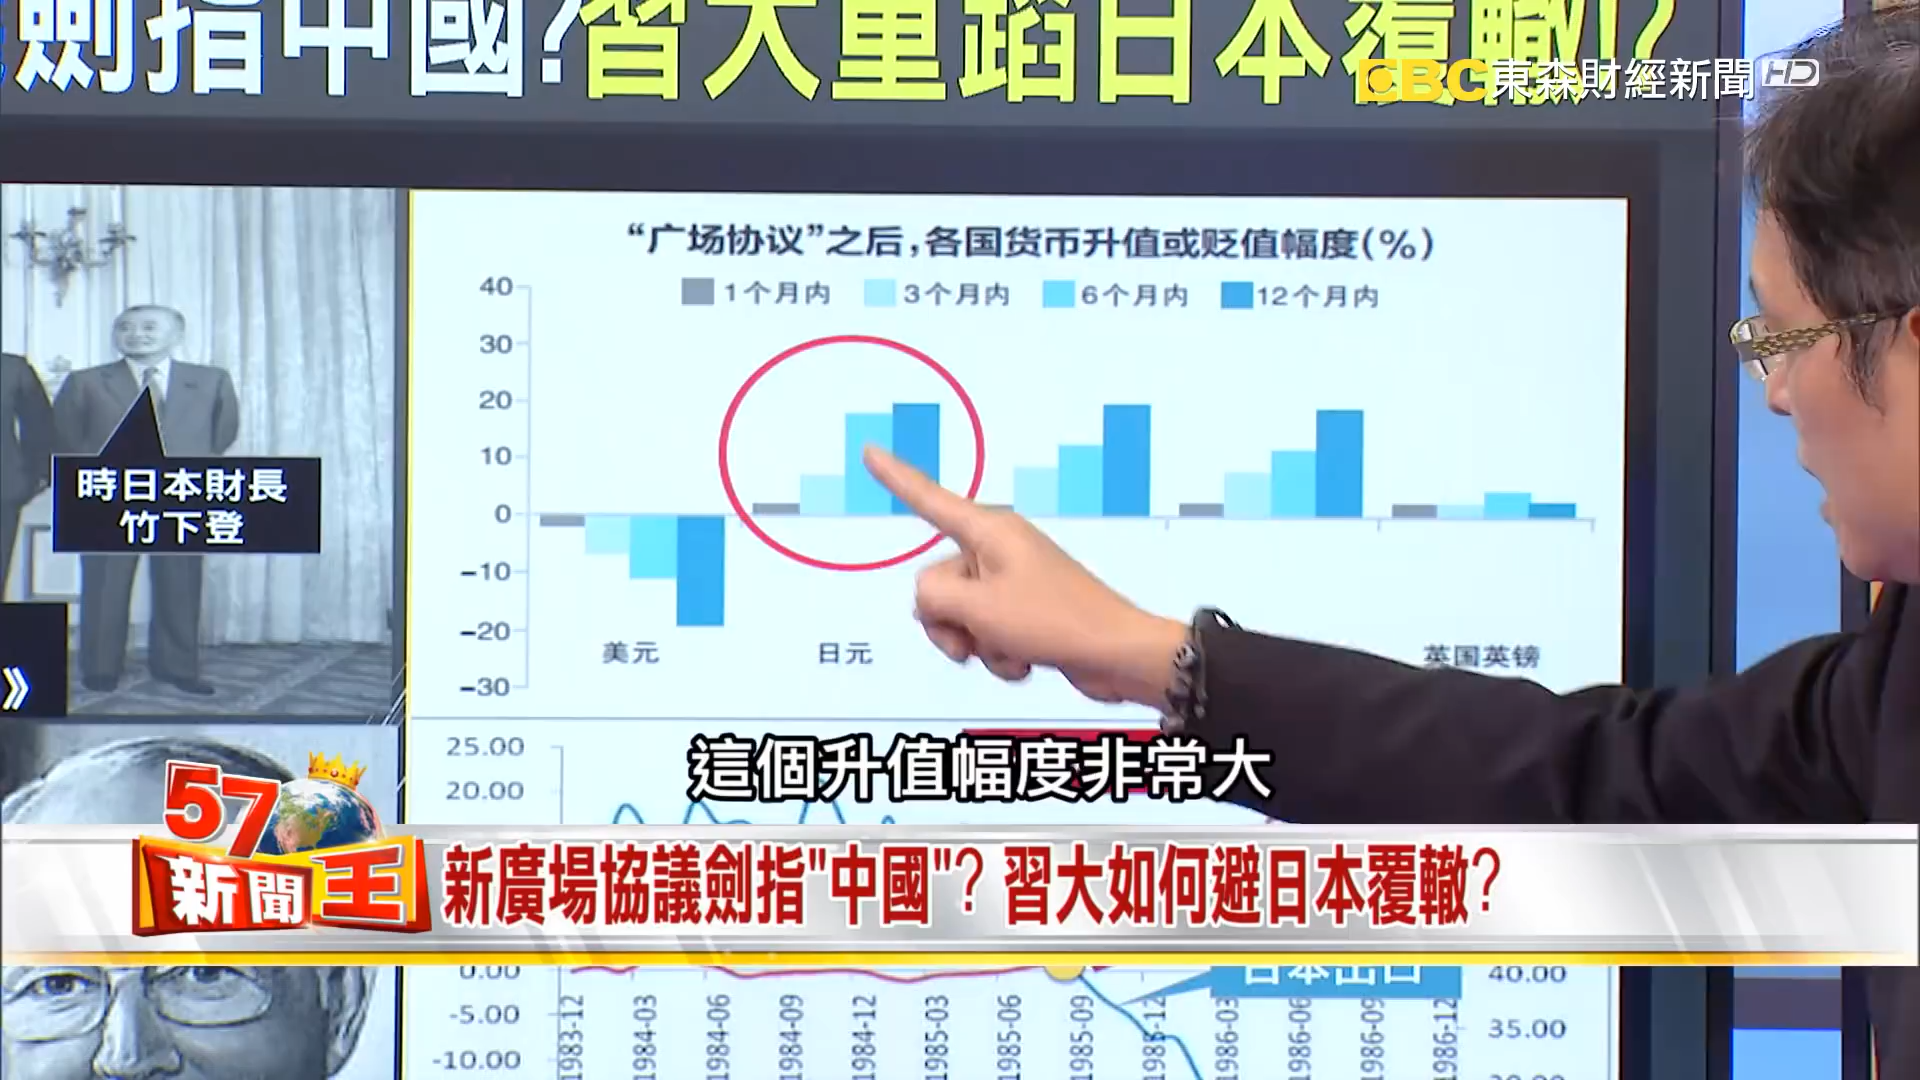 劍指中國?習大重蹈日本覆轍!?
EBC 東森財經新聞 HD
“广场协议”之后,各国货币升值或贬值幅度(%)
1个月内 3个月内 6个月内 12个月内
40
30
20
10
0
-10
-20
-30
美元 日元 英国英镑
時日本財長
竹下登
》
25.00
20.00
這個升值幅度非常大
57
新聞王
新廣場協議劍指"中國"? 習大如何避日本覆轍?
0.00
-5.00
-10.00
日本出口
40.00
35.00
1983-12 1984-03 1984-06 1984-09 1984-12 1985-03 1985-06 1985-09 1985-12 1986-03 1986-06 1986-09 1986-12